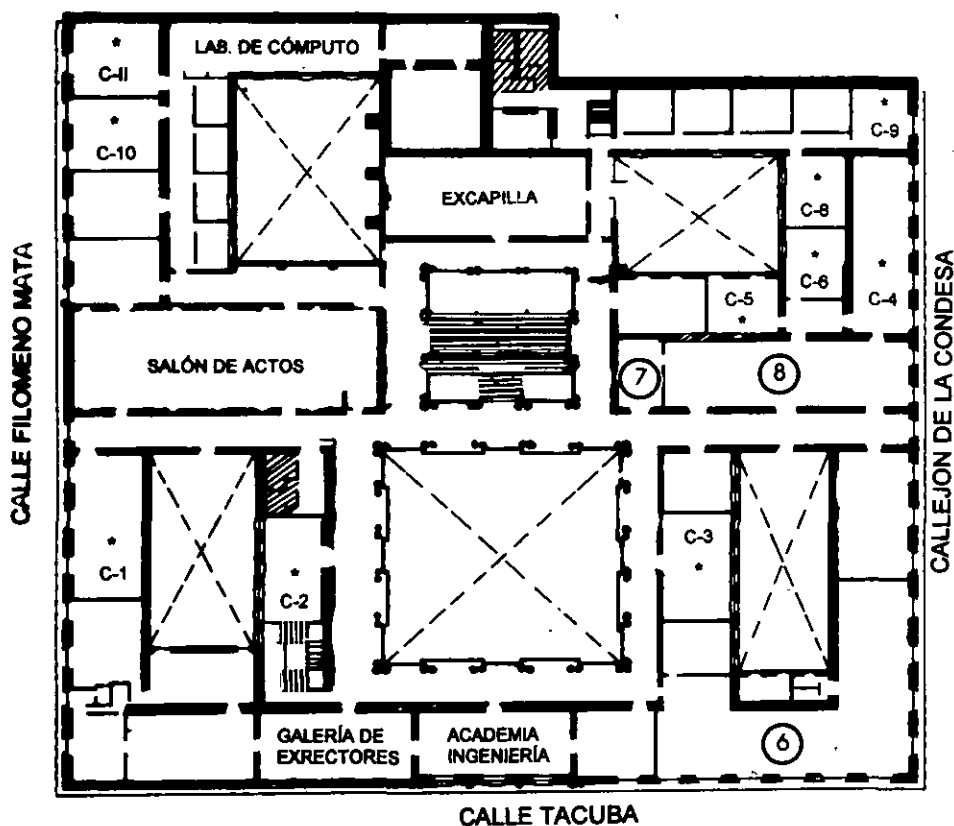 * C-11
LAB. DE CÓMPUTO
* C-10
* C-9
EXCAPILLA
* C-8
* C-6
* C-4
C-5 *
CALLE FILOMENO MATA
SALÓN DE ACTOS
7
8
CALLEJON DE LA CONDESA
* C-1
* C-2
C-3 *
GALERÍA DE
EXRECTORES
ACADEMIA
INGENIERÍA
6
CALLE TACUBA